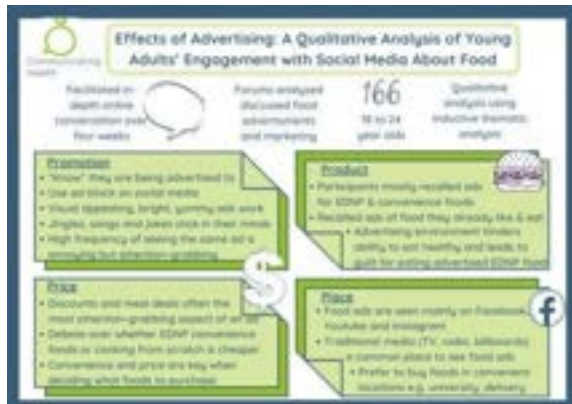 Effects of Advertising: A Qualitative Analysis of Young
Adults' Engagement with Social Media About Food
Communicating
Health
Facilitated in-
depth online
conversation over
four weeks
Forums analysed
discussed food
advertisements
and marketing
166
18 to 24
year olds
Qualitative
analysis using
inductive thematic
analysis
Promotion
• "Know" they are being advertised to
• Use ad block on social media
• Visual appealing, bright, yummy ads work
• Jingles, songs and jokes stick in their minds
• High frequency of seeing the same ad is
annoying but attention-grabbing
Product
• Participants mostly recalled ads
for EDNP & convenience foods
• Recalled ads of food they already like & eat
• Advertising environment hinders
ability to eat healthy and leads to
guilt for eating advertised EDNP food
Price
• Discounts and meal deals often the
most attention-grabbing aspect of an ad
• Debate over whether EDNP convenience
foods or cooking from scratch is cheaper
• Convenience and price are key when
deciding what foods to purchase
Place
• Food ads are seen mainly on Facebook,
Youtube and Instagram
• Traditional media (TV, radio, billboards)
a common place to see food ads
• Prefer to buy foods in convenient
locations e.g. university, delivery